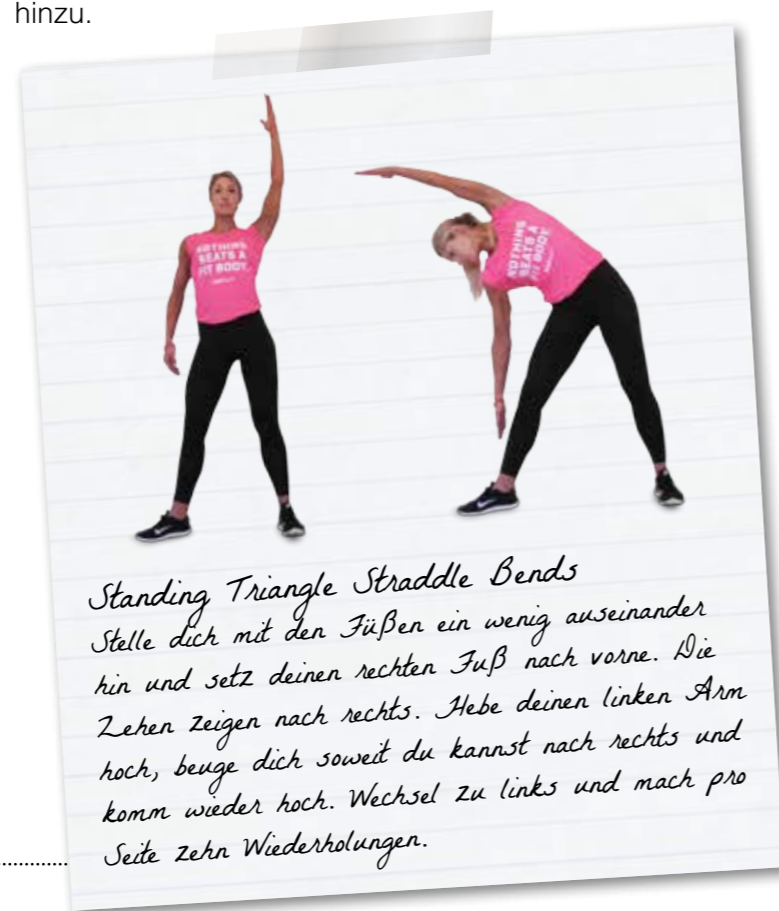 hinzu.
NOTHING
BEATS A
FIT BODY
NOTHING
BEATS A
FIT BODY
Standing Triangle Straddle Bends
Stelle dich mit den Füßen ein wenig auseinander
hin und setz deinen rechten Fuß nach vorne. Die
Zehen zeigen nach rechts. Hebe deinen linken Arm
hoch, beuge dich soweit du kannst nach rechts und
komm wieder hoch. Wechsel zu links und mach pro
Seite zehn Wiederholungen.